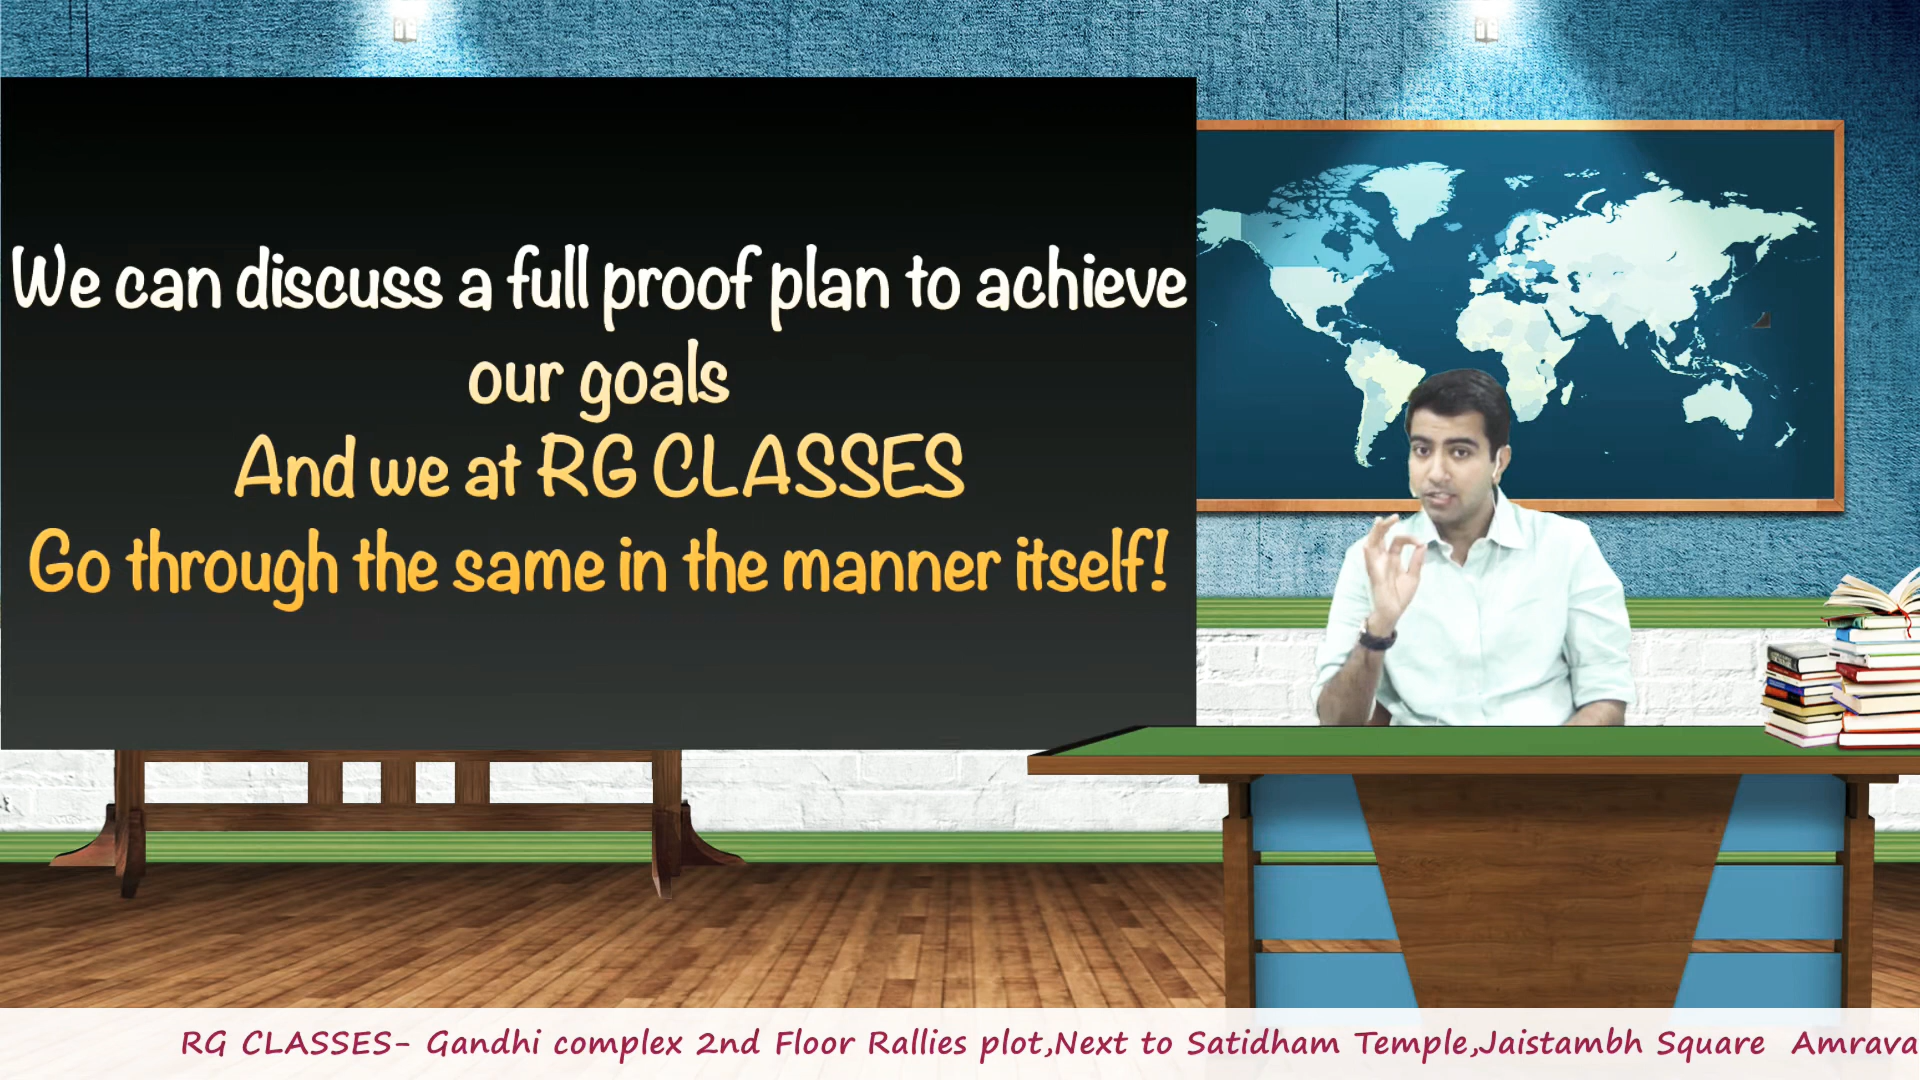 We can discuss a full proof plan to achieve
our goals
And we at RG CLASSES
Go through the same in the manner itself!
RG CLASSES- Gandhi complex 2nd Floor Rallies plot,Next to Satidham Temple,Jaistambh Square Amrava